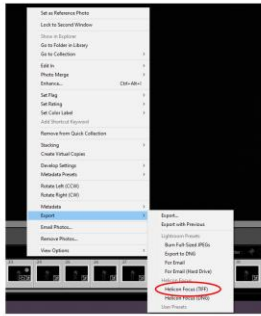 Set as Reference Photo
Lock to Second Window
Show in Explorer
Go to Folder in Library
Go to Collection
Edit In
Photo Merge
Enhance...
Ctrl+Alt+I
Set Flag
Set Rating
Set Color Label
Add Shortcut Keyword
Remove from Quick Collection
Stacking
Create Virtual Copies
Develop Settings
Metadata Presets
Rotate Left (CCW)
Rotate Right (CW)
Metadata
Export
Email Photos...
Remove Photos...
View Options
Export...
Export with Previous
Lightroom Presets
Burn Full-Sized JPEGs
Export to DNG
For Email
For Email (Hard Drive)
Helicon Focus
Helicon Focus (TIFF)
Helicon Focus (DNG)
User Presets